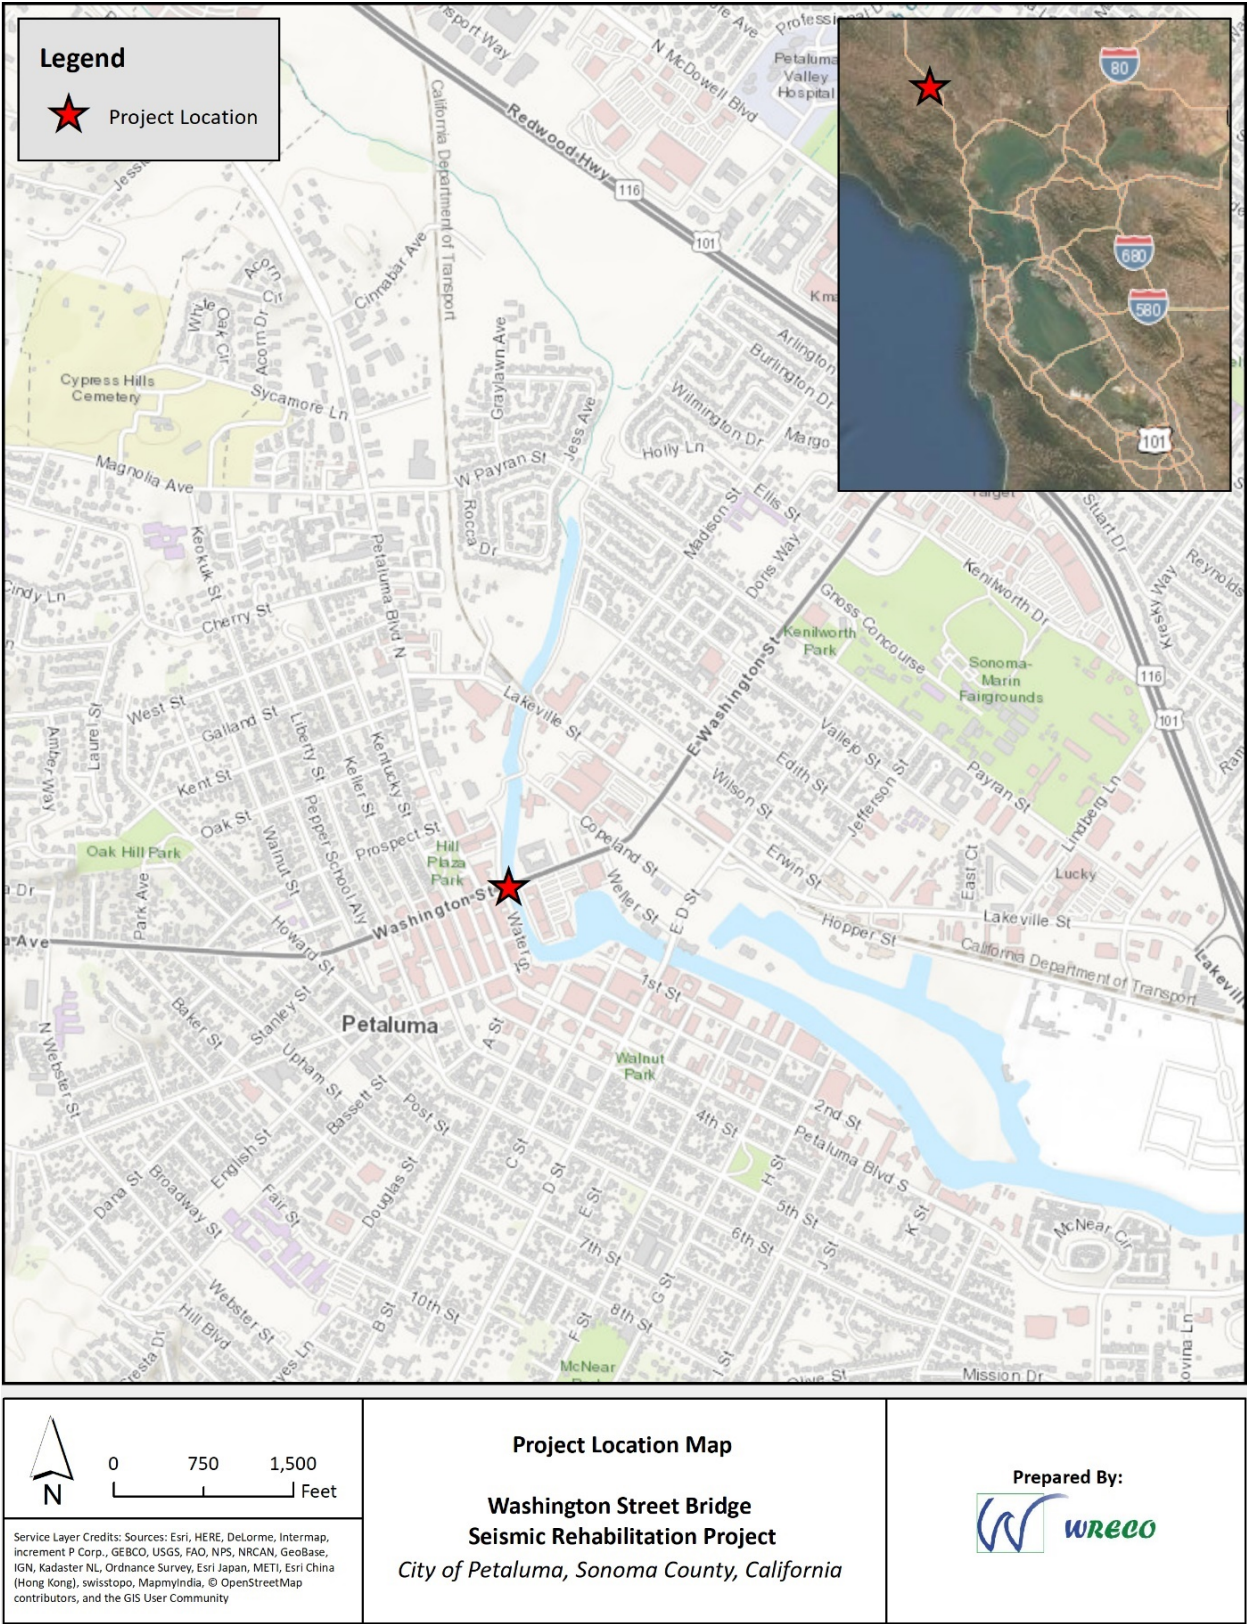 Legend
Project Location
N McDowell Blvd
Petaluma
Valley
Hospital
Redwood Hwy
116
101
California Department of Transport
80
680
580
101
Cinnabar Ave
Acorn
Cir
Acorn Dr
Oak Cir
Graylawn Ave
Arlington
Burlington Dr
Cypress Hills
Cemetery
Sycamore Ln
Jess Ave
Wilmington Dr
Margo
Holly Ln
Magnolia Ave
W Payran St
Rocca Dr
Madison St
Ellis St
Doris Way
Target
Stuart Dr
Reynolds
Kresky Way
Keokuk St
Petaluma Blvd N
Cindy Ln
Cherry St
Kenilworth Dr
Gnoss Concourse
Kenilworth
Park
Sonoma-
Marin
Fairgrounds
E Washington St
116
101
Lakeville St
West St
Galland St
Laurel St
Amber Way
Liberty St
Keller St
Kentucky St
Kent St
Vallejo St
Edith St
Wilson St
Jefferson St
Payran St
Lindberg Ln
Oak St
Pepper School Aly
Prospect St
Hill
Plaza
Park
Oak Hill Park
Walnut St
Copeland St
Erwin St
East Ct
Lucky
Park Ave
Weller St
E D St
Washington St
Water St
Howard St
Hopper St
Lakeville St
California Department of Transport
Lakevill
1st St
Stanley St
Baker St
Petaluma
A St
N Webster St
Upham St
Bassett St
Post St
Walnut
Park
2nd St
4th St
Petaluma Blvd S
C St
D St
E St
H St
English St
Dana St
Broadway St
Fair St
Douglas St
5th St
6th St
7th St
K St
J St
McNear Cir
Webster St
Hill Blvd
B St
10th St
G St
F St
8th St
I St
McNear
Mission Dr
ovina Ln
N
0 750 1,500
Feet
Service Layer Credits: Sources: Esri, HERE, DeLorme, Intermap,
increment P Corp., GEBCO, USGS, FAO, NPS, NRCAN, GeoBase,
IGN, Kadaster NL, Ordnance Survey, Esri Japan, METI, Esri China
(Hong Kong), swisstopo, MapmyIndia, © OpenStreetMap
contributors, and the GIS User Community
Project Location Map
Washington Street Bridge
Seismic Rehabilitation Project
City of Petaluma, Sonoma County, California
Prepared By:
WRECO